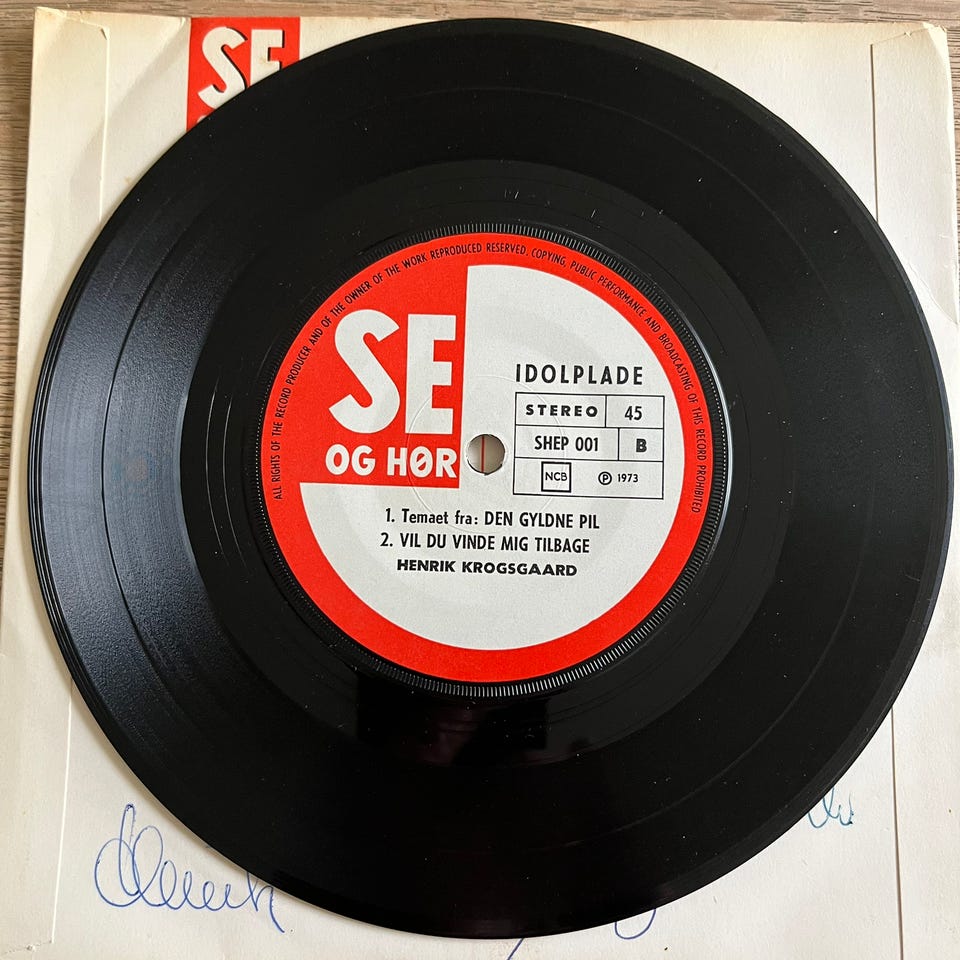 SE
ALL RIGHTS OF THE RECORD PRODUCER AND OF THE OWNER OF THE WORK REPRODUCED RESERVED. COPYING, PUBLIC PERFORMANCE AND BROADCASTING OF THIS RECORD PROHIBITED
SE
OG HØR
IDOLPLADE
STEREO 45
SHEP 001 B
NCB ℗ 1973
1. Temaet fra: DEN GYLDNE PIL
2. VIL DU VINDE MIG TILBAGE
HENRIK KROGSGAARD